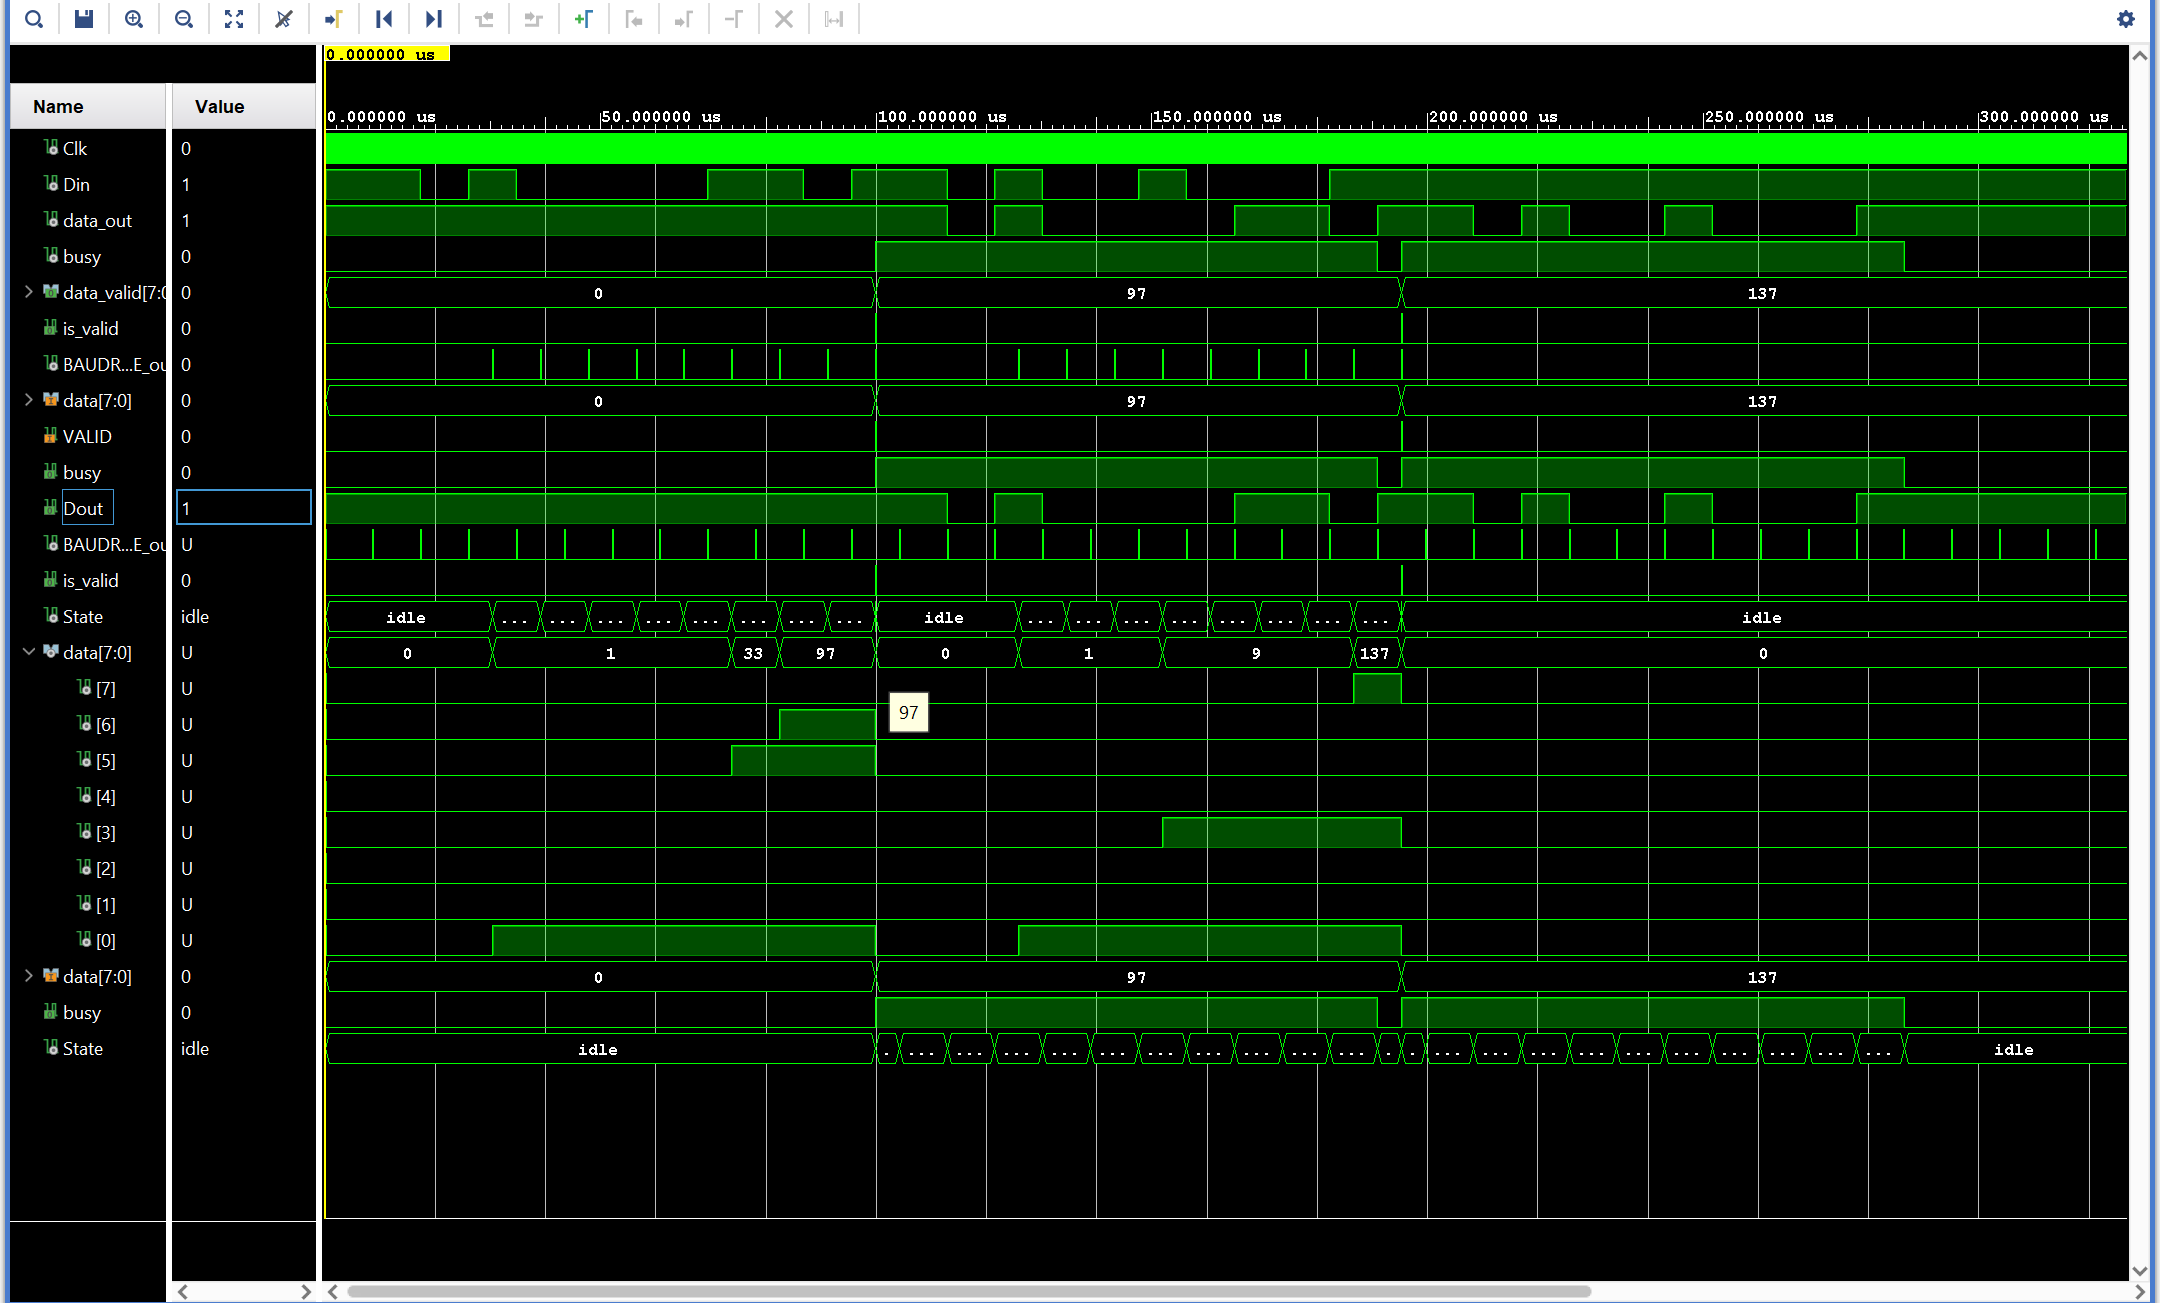 0.000000 us
Name Value
0.000000 us 50.000000 us 100.000000 us 150.000000 us 200.000000 us 250.000000 us 300.000000 us
Clk 0
Din 1
data_out 1
busy 0
data_valid[7:0 0 0 97 137
is_valid 0
BAUDR...E_ou 0
data[7:0] 0 0 97 137
VALID 0
busy 0
Dout 1
BAUDR...E_ou U
is_valid 0
State idle idle ... ... ... ... ... ... ... ... idle ... ... ... ... ... ... ... ... idle
data[7:0] U 0 1 33 97 0 1 9 137 0
[7] U
97
[6] U
[5] U
[4] U
[3] U
[2] U
[1] U
[0] U
data[7:0] 0 0 97 137
busy 0
State idle idle . ... ... ... ... ... ... ... ... ... ... . . ... ... ... ... ... ... ... ... ... ... idle